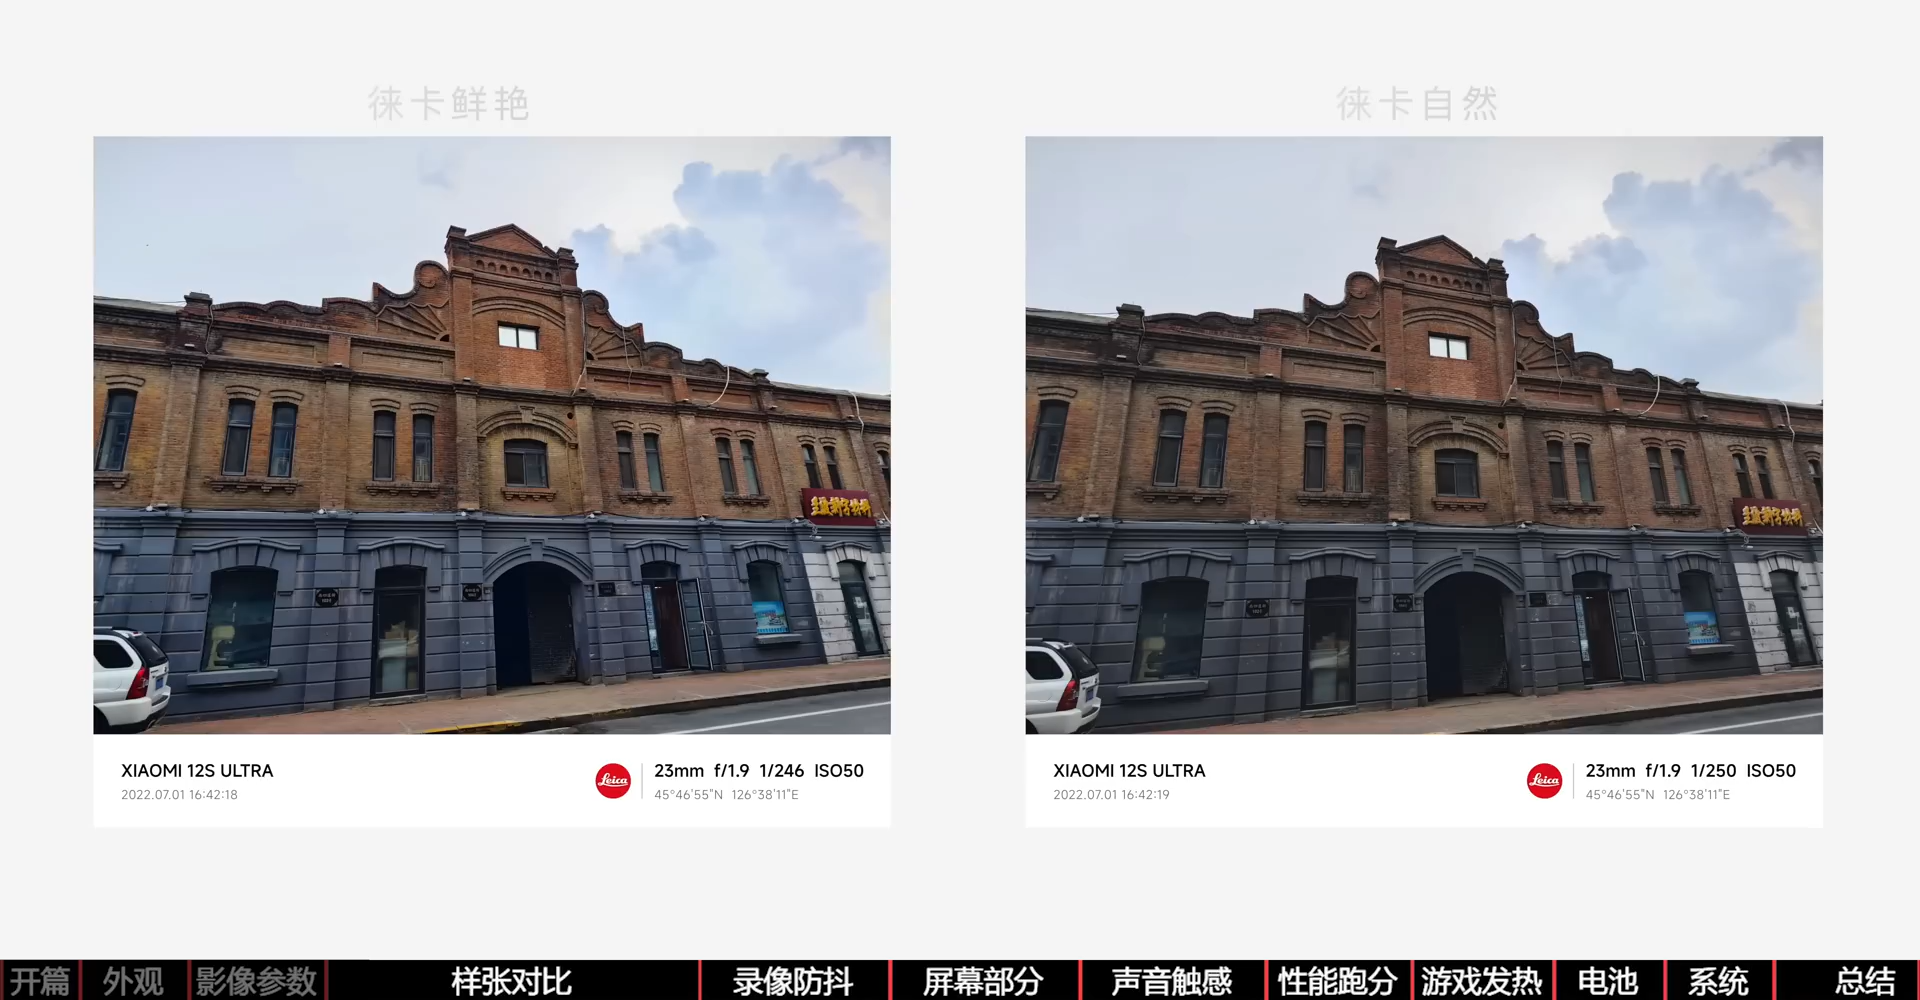 徕卡鲜艳
徕卡自然
XIAOMI 12S ULTRA
2022.07.01 16:42:18
Leica
23mm f/1.9 1/246 ISO50
45°46'55"N 126°38'11"E
XIAOMI 12S ULTRA
2022.07.01 16:42:19
Leica
23mm f/1.9 1/250 ISO50
45°46'55"N 126°38'11"E
开篇 外观 影像参数 样张对比 录像防抖 屏幕部分 声音触感 性能跑分 游戏发热 电池 系统 总结